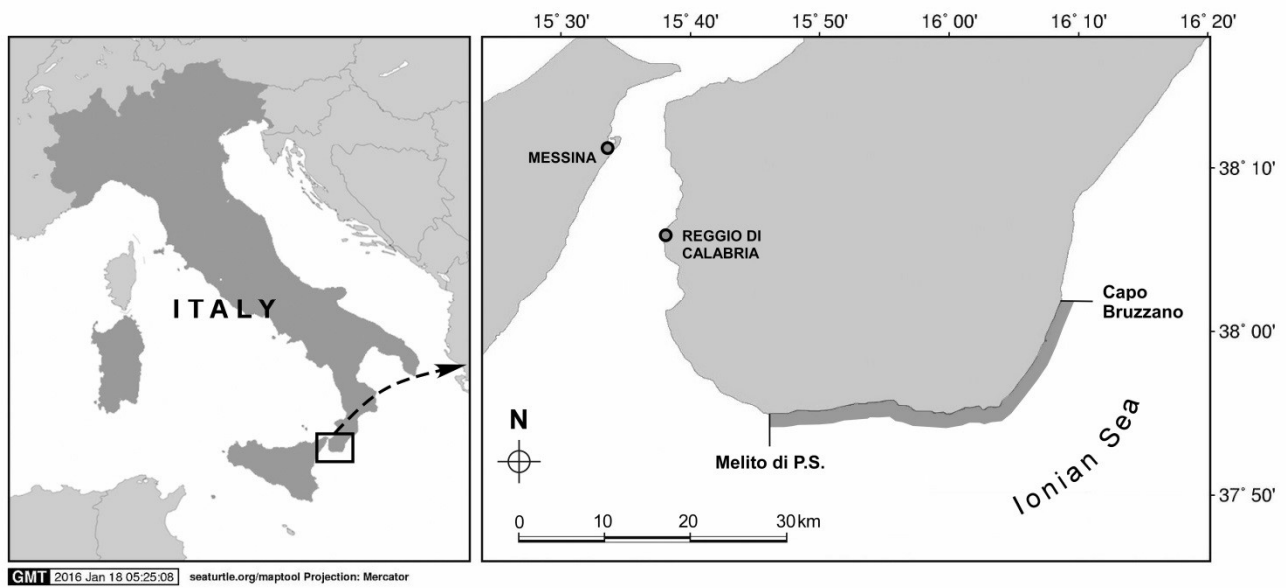 15˚ 30' 15˚ 40' 15˚ 50' 16˚ 00' 16˚ 10' 16˚ 20'
ITALY
MESSINA
REGGIO DI
CALABRIA
38˚ 10'
Capo
Bruzzano
38˚ 00'
N
Melito di P.S.
Ionian Sea
37˚ 50'
0 10 20 30 km
GMT 2016 Jan 18 05:25:08 seaturtle.org/maptool Projection: Mercator